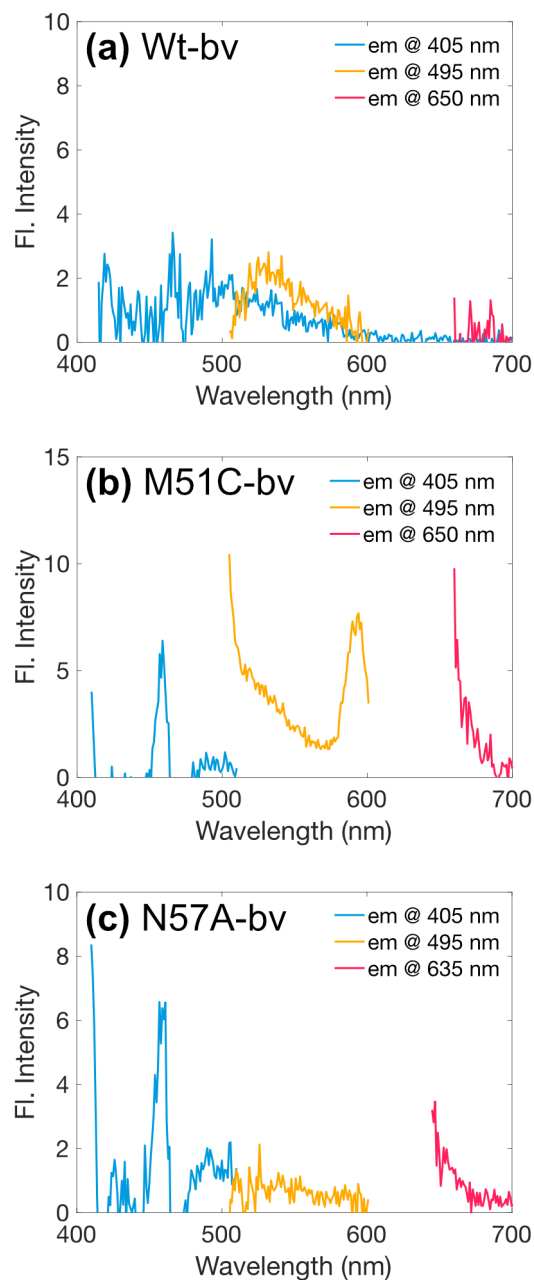 (a) Wt-bv
em @ 405 nm
em @ 495 nm
em @ 650 nm
Fl. Intensity
10
8
6
4
2
0
400 500 600 700
Wavelength (nm)
(b) M51C-bv
em @ 405 nm
em @ 495 nm
em @ 650 nm
Fl. Intensity
15
10
5
0
400 500 600 700
Wavelength (nm)
(c) N57A-bv
em @ 405 nm
em @ 495 nm
em @ 635 nm
Fl. Intensity
10
8
6
4
2
0
400 500 600 700
Wavelength (nm)